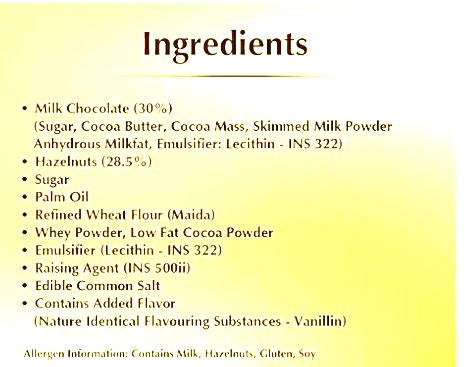 Ingredients
• Milk Chocolate (30%)
(Sugar, Cocoa Butter, Cocoa Mass, Skimmed Milk Powder
Anhydrous Milkfat, Emulsifier: Lecithin - INS 322)
• Hazelnuts (28.5%)
• Sugar
• Palm Oil
• Refined Wheat Flour (Maida)
• Whey Powder, Low Fat Cocoa Powder
• Emulsifier (Lecithin - INS 322)
• Raising Agent (INS 500ii)
• Edible Common Salt
• Contains Added Flavor
(Nature Identical Flavouring Substances - Vanillin)
Allergen Information: Contains Milk, Hazelnuts, Gluten, Soy